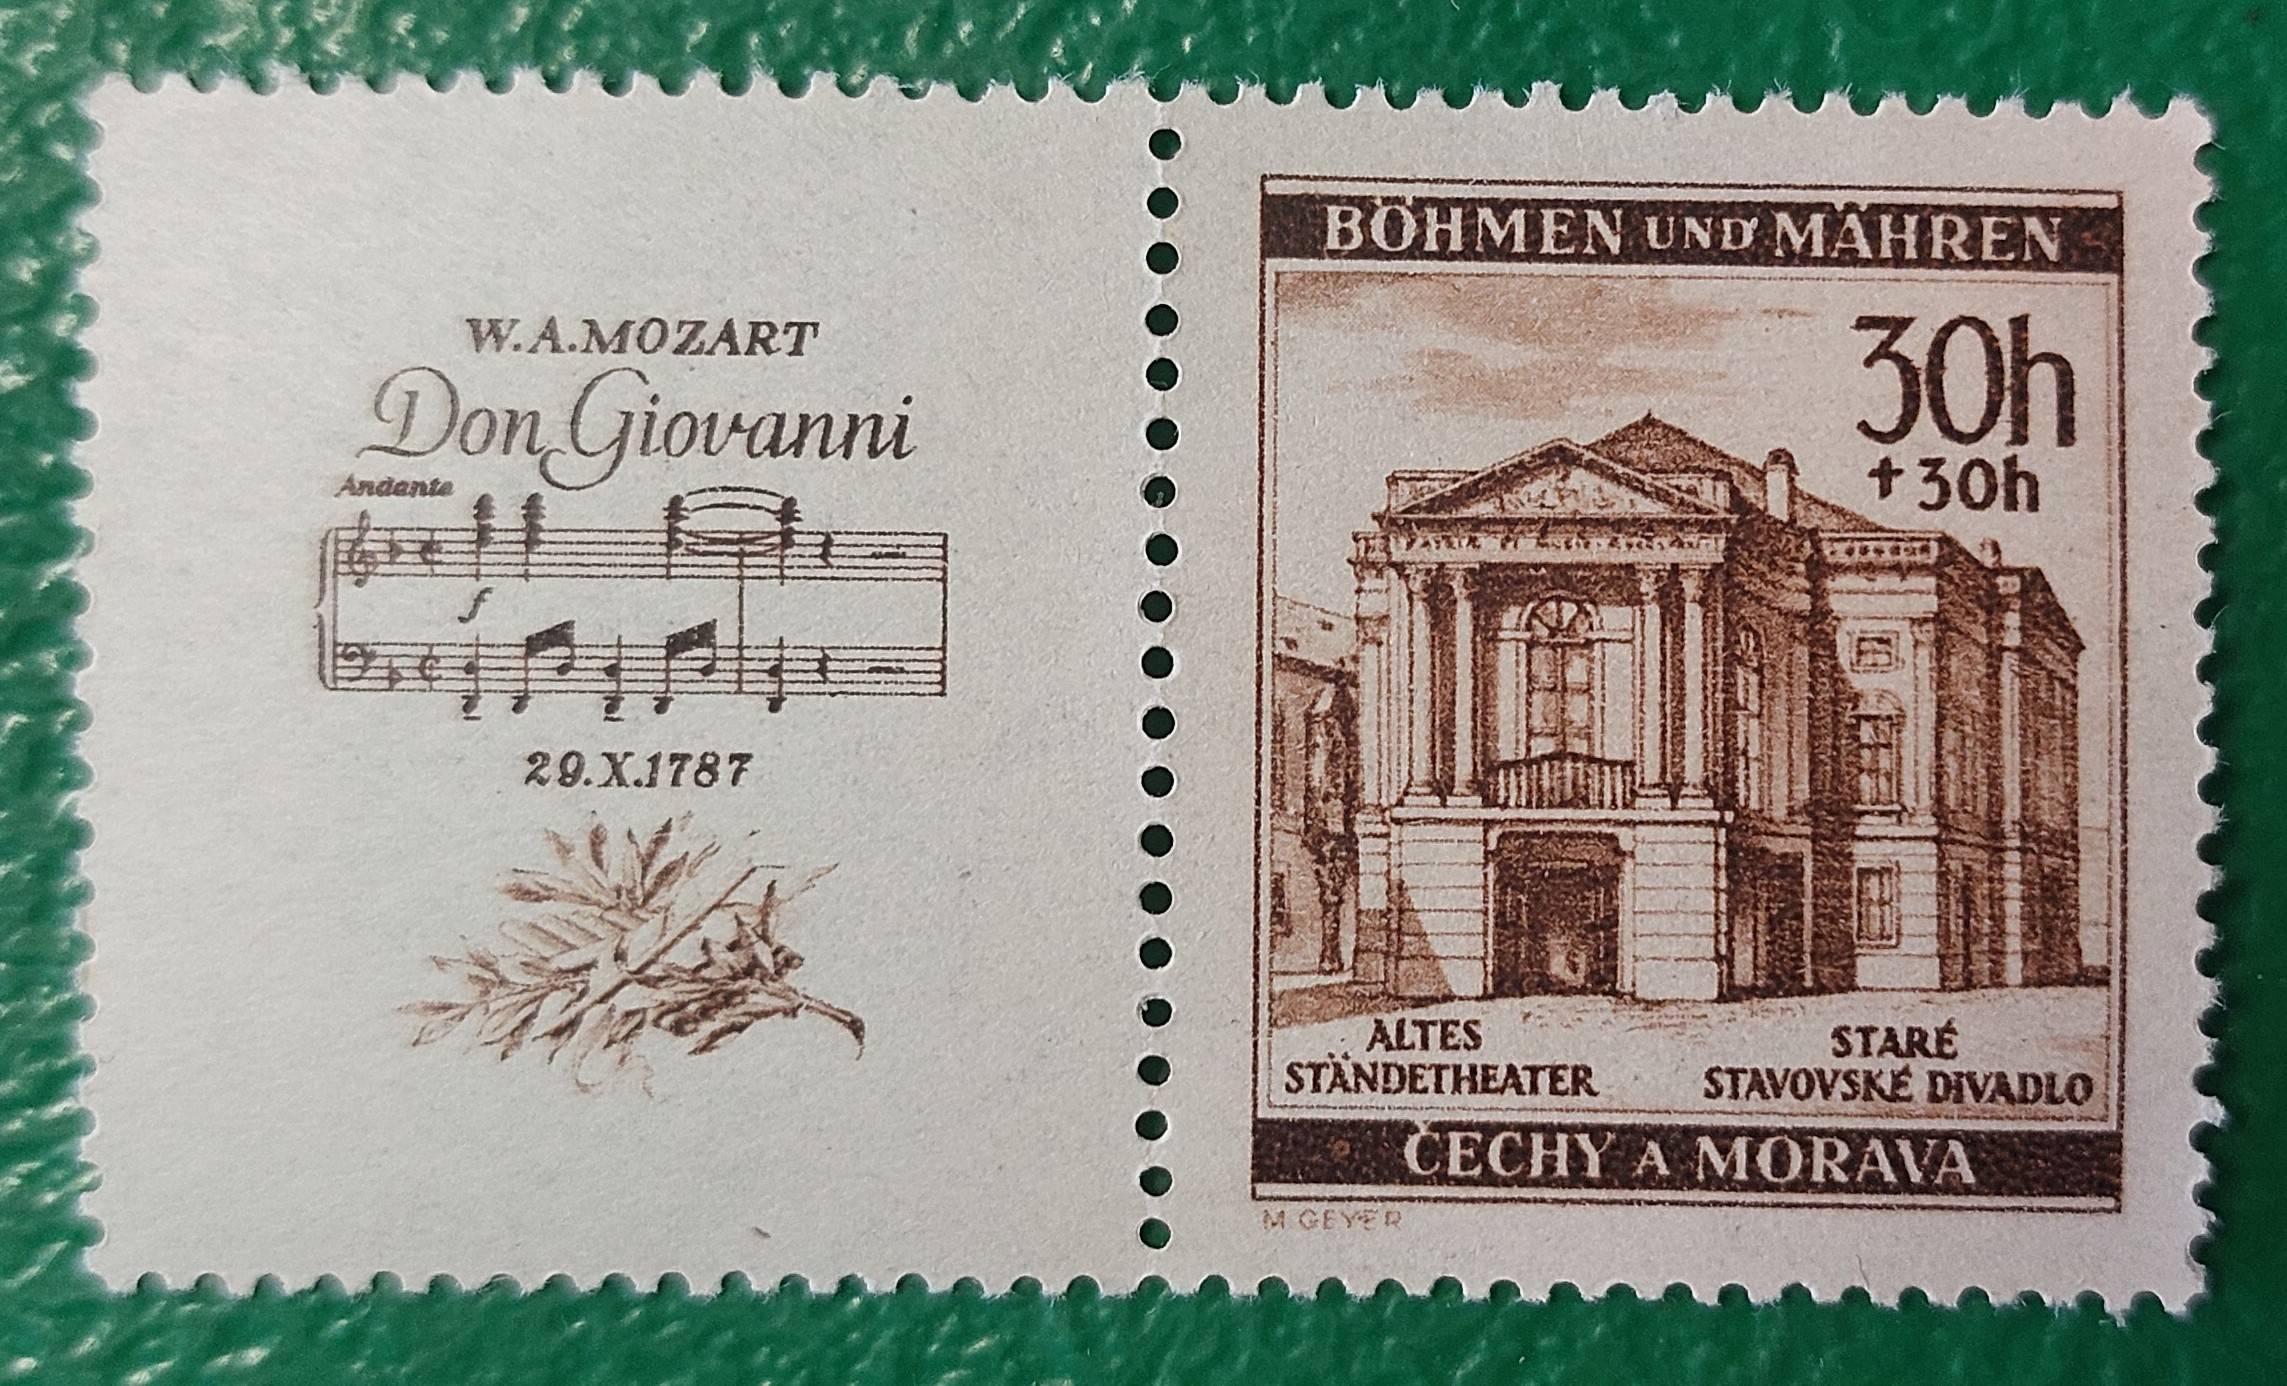 W.A.MOZART
Don Giovanni
Andante
f
29.X.1787
BÖHMEN UND MÄHREN
30h
+30h
ALTES
STÄNDETHEATER
STARÉ
STAVOVSKÉ DIVADLO
ČECHY A MORAVA
M. GEYER